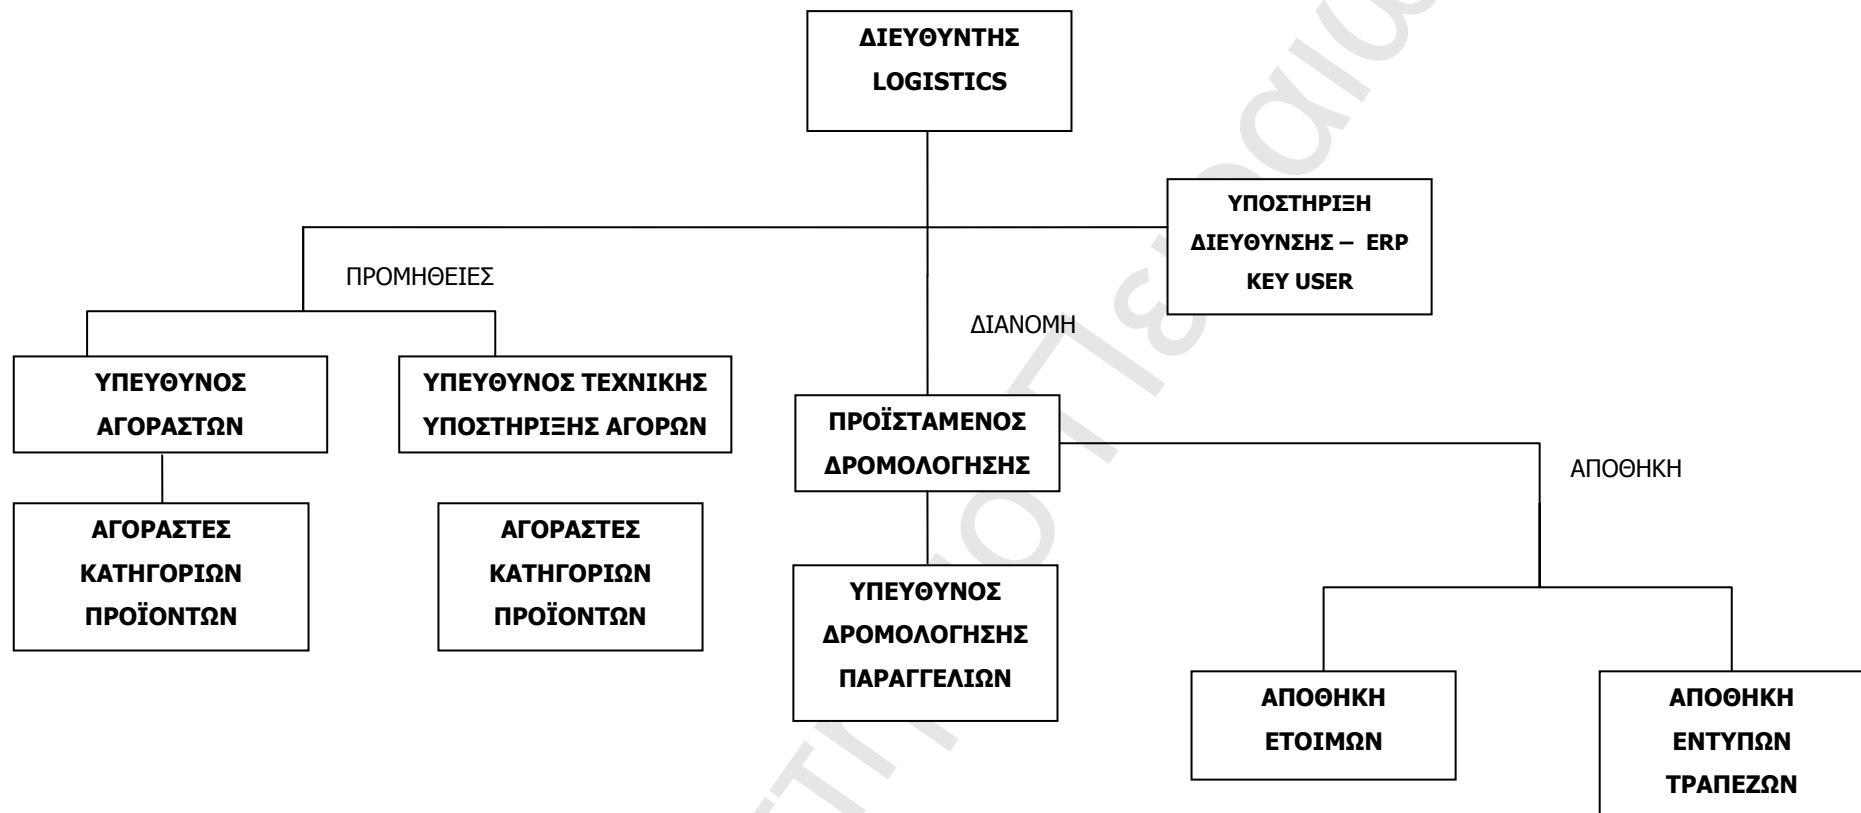 ΔΙΕΥΘΥΝΤΗΣ
LOGISTICS
ΥΠΟΣΤΗΡΙΞΗ
ΔΙΕΥΘΥΝΣΗΣ – ERP
KEY USER
ΠΡΟΜΗΘΕΙΕΣ
ΔΙΑΝΟΜΗ
ΥΠΕΥΘΥΝΟΣ
ΑΓΟΡΑΣΤΩΝ
ΥΠΕΥΘΥΝΟΣ ΤΕΧΝΙΚΗΣ
ΥΠΟΣΤΗΡΙΞΗΣ ΑΓΟΡΩΝ
ΠΡΟΪΣΤΑΜΕΝΟΣ
ΔΡΟΜΟΛΟΓΗΣΗΣ
ΑΠΟΘΗΚΗ
ΑΓΟΡΑΣΤΕΣ
ΚΑΤΗΓΟΡΙΩΝ
ΠΡΟΪΟΝΤΩΝ
ΑΓΟΡΑΣΤΕΣ
ΚΑΤΗΓΟΡΙΩΝ
ΠΡΟΪΟΝΤΩΝ
ΥΠΕΥΘΥΝΟΣ
ΔΡΟΜΟΛΟΓΗΣΗΣ
ΠΑΡΑΓΓΕΛΙΩΝ
ΑΠΟΘΗΚΗ
ΕΤΟΙΜΩΝ
ΑΠΟΘΗΚΗ
ΕΝΤΥΠΩΝ
ΤΡΑΠΕΖΩΝ